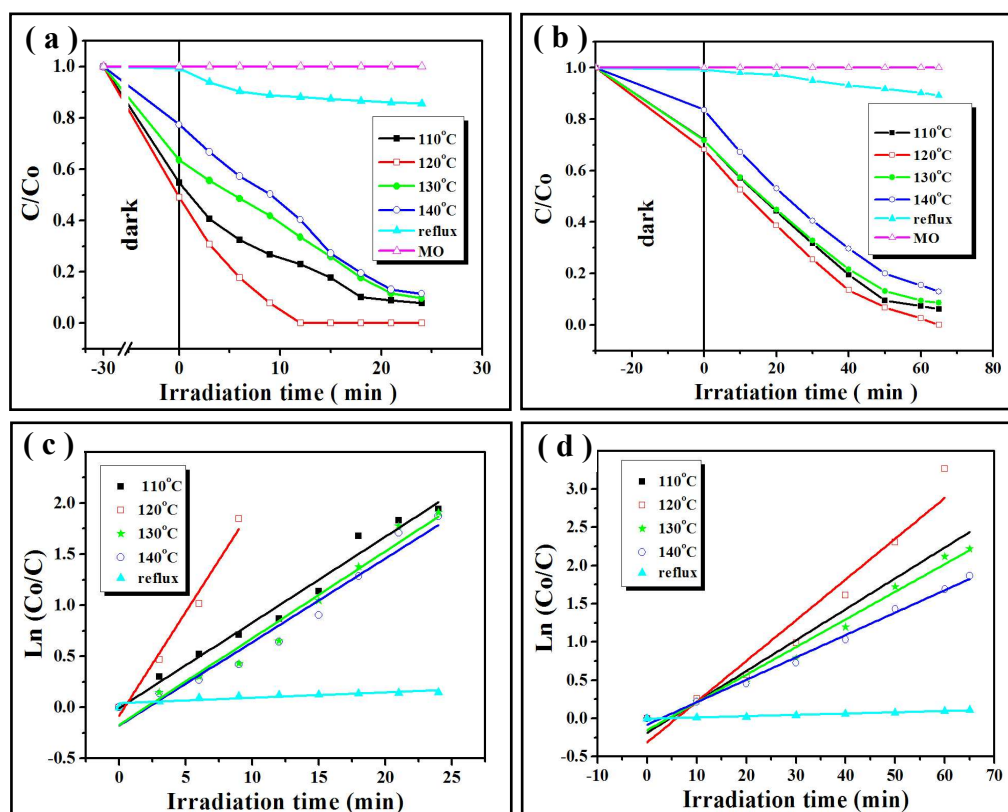 ( a )
1.0
0.8
0.6
0.4
0.2
0.0
C/Co
dark
110°C
120°C
130°C
140°C
reflux
MO
-30
0
10
20
30
Irradiation time ( min )
( b )
1.0
0.8
0.6
0.4
0.2
0.0
C/Co
dark
110°C
120°C
130°C
140°C
reflux
MO
-20
0
20
40
60
80
Irratiation time ( min )
( c )
2.0
1.5
1.0
0.5
0.0
-0.5
Ln (Co/C)
110°C
120°C
130°C
140°C
reflux
0
5
10
15
20
25
Irradiation time (min)
( d )
3.0
2.5
2.0
1.5
1.0
0.5
0.0
-0.5
Ln (Co/C)
110°C
120°C
130°C
140°C
reflux
-10
0
10
20
30
40
50
60
70
Irradiation time (min)